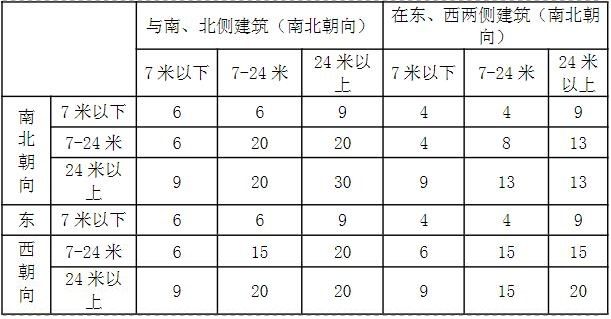 与南、北侧建筑（南北朝向） 在东、西两侧建筑（南北朝向）
7米以下 7-24米 24米以上 7米以下 7-24米 24米以上
南北朝向 7米以下 6 6 9 4 4 9
7-24米 6 20 20 4 8 13
24米以上 9 20 30 9 13 13
东西朝向 7米以下 6 6 9 4 4 9
7-24米 6 15 20 6 15 15
24米以上 9 20 20 9 15 20